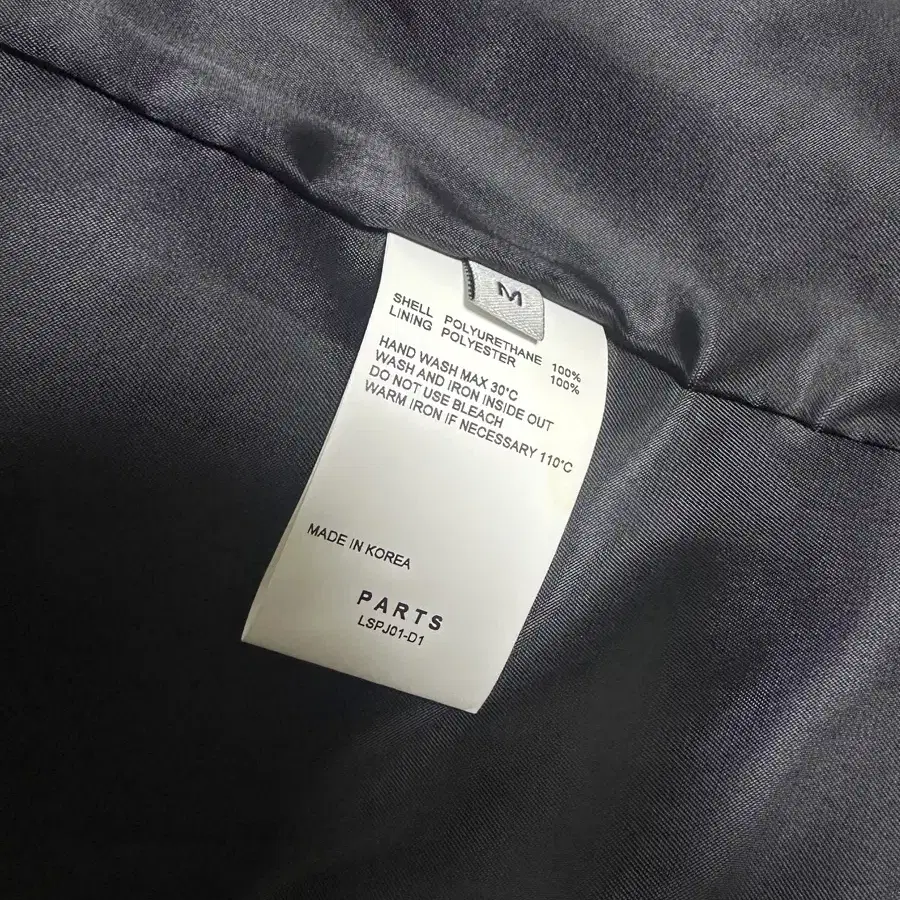 M
SHELL POLYURETHANE 100%
LINING POLYESTER 100%
HAND WASH MAX 30°C
WASH AND IRON INSIDE OUT
DO NOT USE BLEACH
WARM IRON IF NECESSARY 110°C
MADE IN KOREA
PARTS
LSPJ01-D1